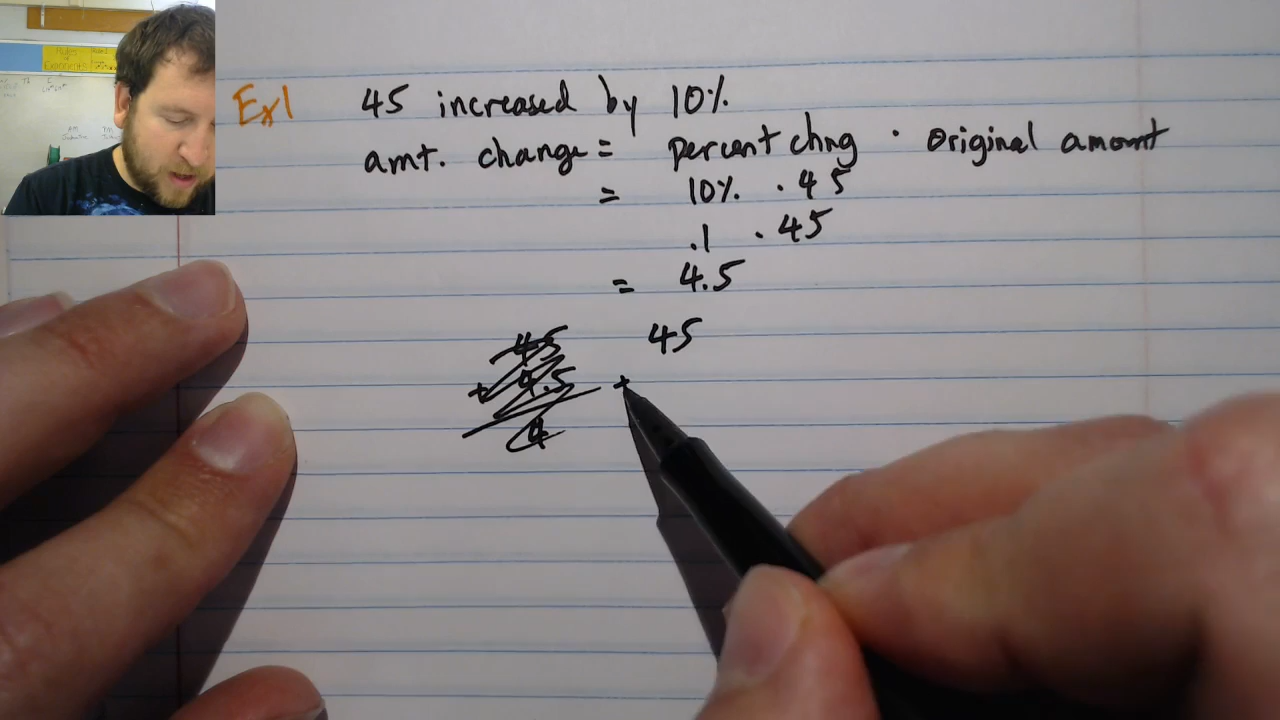 Ex1 45 increased by 10%
amt. change = percent chng · original amount
= 10% · 45
.1 · 45
= 4.5
45
+